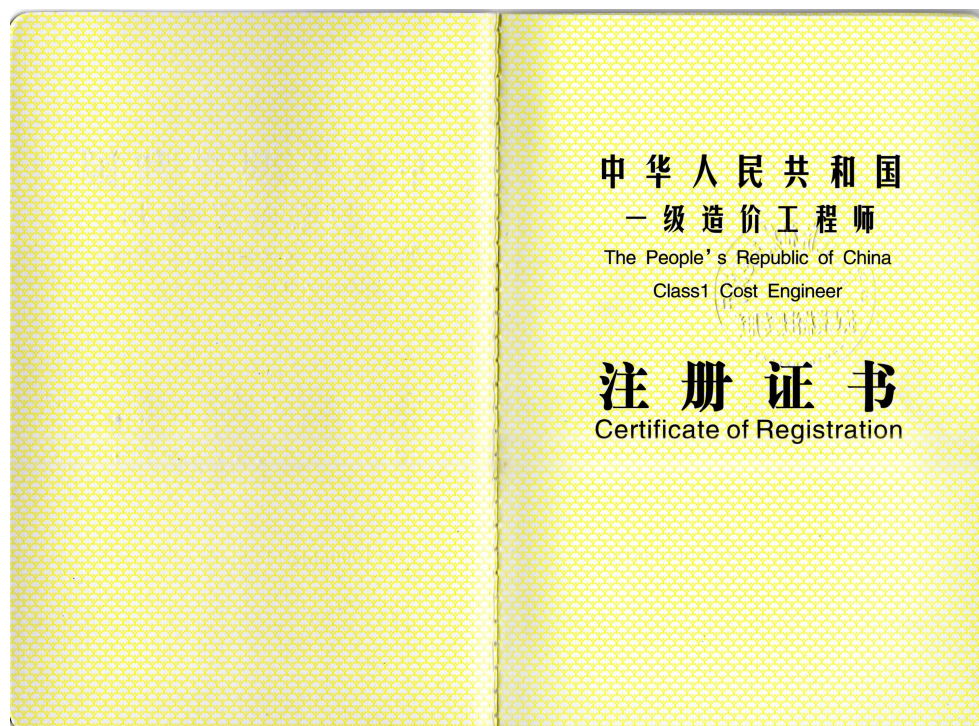 中华人民共和国
一级造价工程师
The People's Republic of China
Class1 Cost Engineer
注册证书
Certificate of Registration